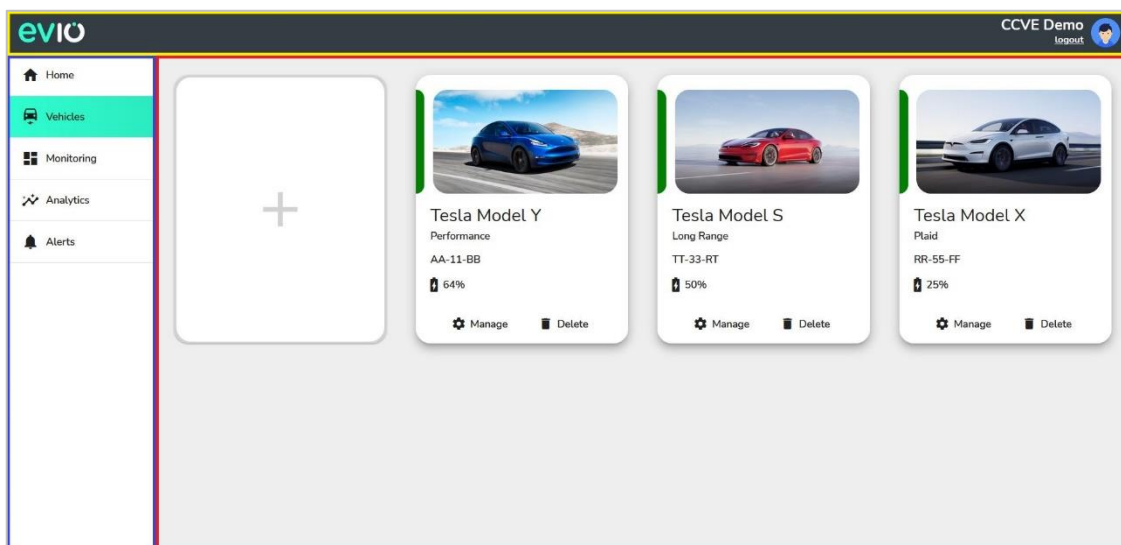 evio
CCVE Demo
logout
Home
Vehicles
Monitoring
Analytics
Alerts
+
Tesla Model Y
Performance
AA-11-BB
64%
Manage Delete
Tesla Model S
Long Range
TT-33-RT
50%
Manage Delete
Tesla Model X
Plaid
RR-55-FF
25%
Manage Delete